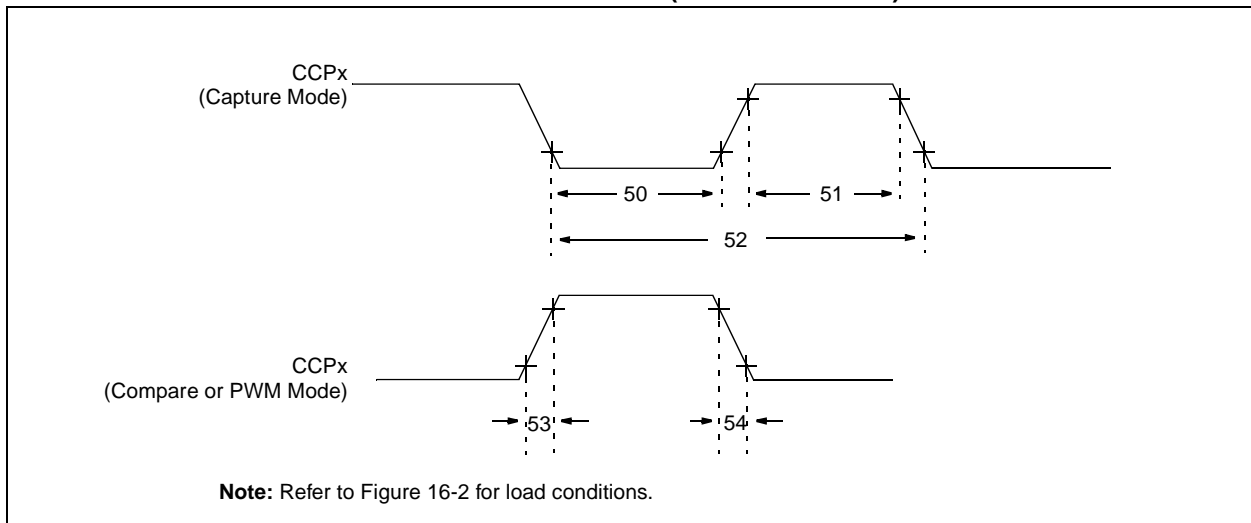 CCPx
(Capture Mode)
50
51
52
CCPx
(Compare or PWM Mode)
53
54
Note: Refer to Figure 16-2 for load conditions.